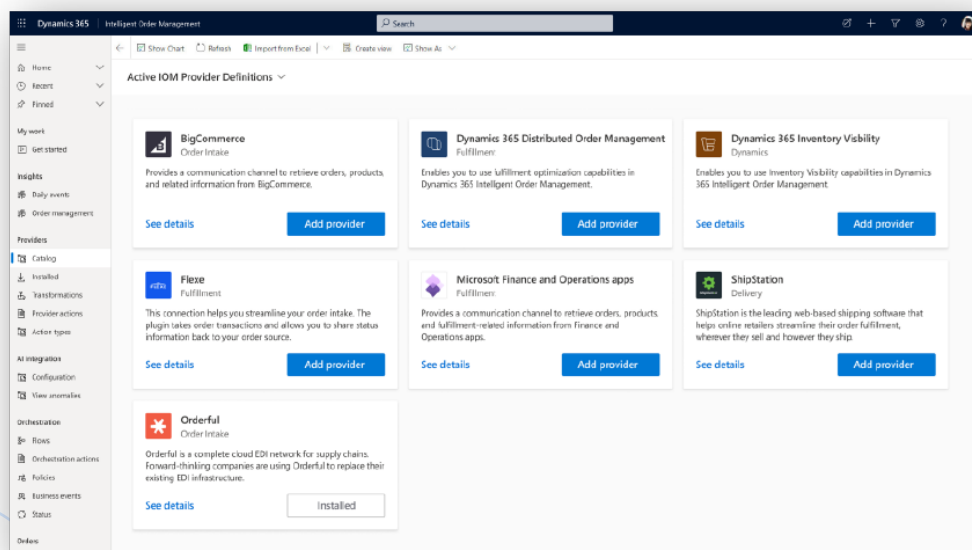 Dynamics 365 Intelligent Order Management Search
Show Chart Refresh Import from Excel Create view Show As
Active IOM Provider Definitions
Home
Recent
Pinned
My work
Get started
Insights
Daily events
Order management
Providers
Catalog
Installed
Transformations
Provider actions
Action types
AI integration
Configuration
View anomalies
Orchestration
Flows
Orchestration actions
Policies
Business events
Status
Orders
BigCommerce
Order Intake
Provides a communication channel to retrieve orders, products,
and related information from BigCommerce.
See details Add provider
Dynamics 365 Distributed Order Management
Fulfillment
Enables you to use fulfillment optimization capabilities in
Dynamics 365 Intelligent Order Management.
See details Add provider
Dynamics 365 Inventory Visibility
Dynamics
Enables you to use Inventory Visibility capabilities in Dynamics
365 Intelligent Order Management
See details Add provider
Flexe
Fulfillment
This connection helps you streamline your order intake. The
plugin takes order transactions and allows you to share status
information back to your order source.
See details Add provider
Microsoft Finance and Operations apps
Fulfillment
Provides a communication channel to retrieve orders, products,
and fulfillment-related information from Finance and
Operations apps.
See details Add provider
ShipStation
Delivery
ShipStation is the leading web-based shipping software that
helps online retailers streamline their order fulfillment,
wherever they sell and however they ship.
See details Add provider
Orderful
Order Intake
Orderful is a complete cloud EDI network for supply chains.
Forward-thinking companies are using Orderful to replace their
existing EDI infrastructure.
See details Installed